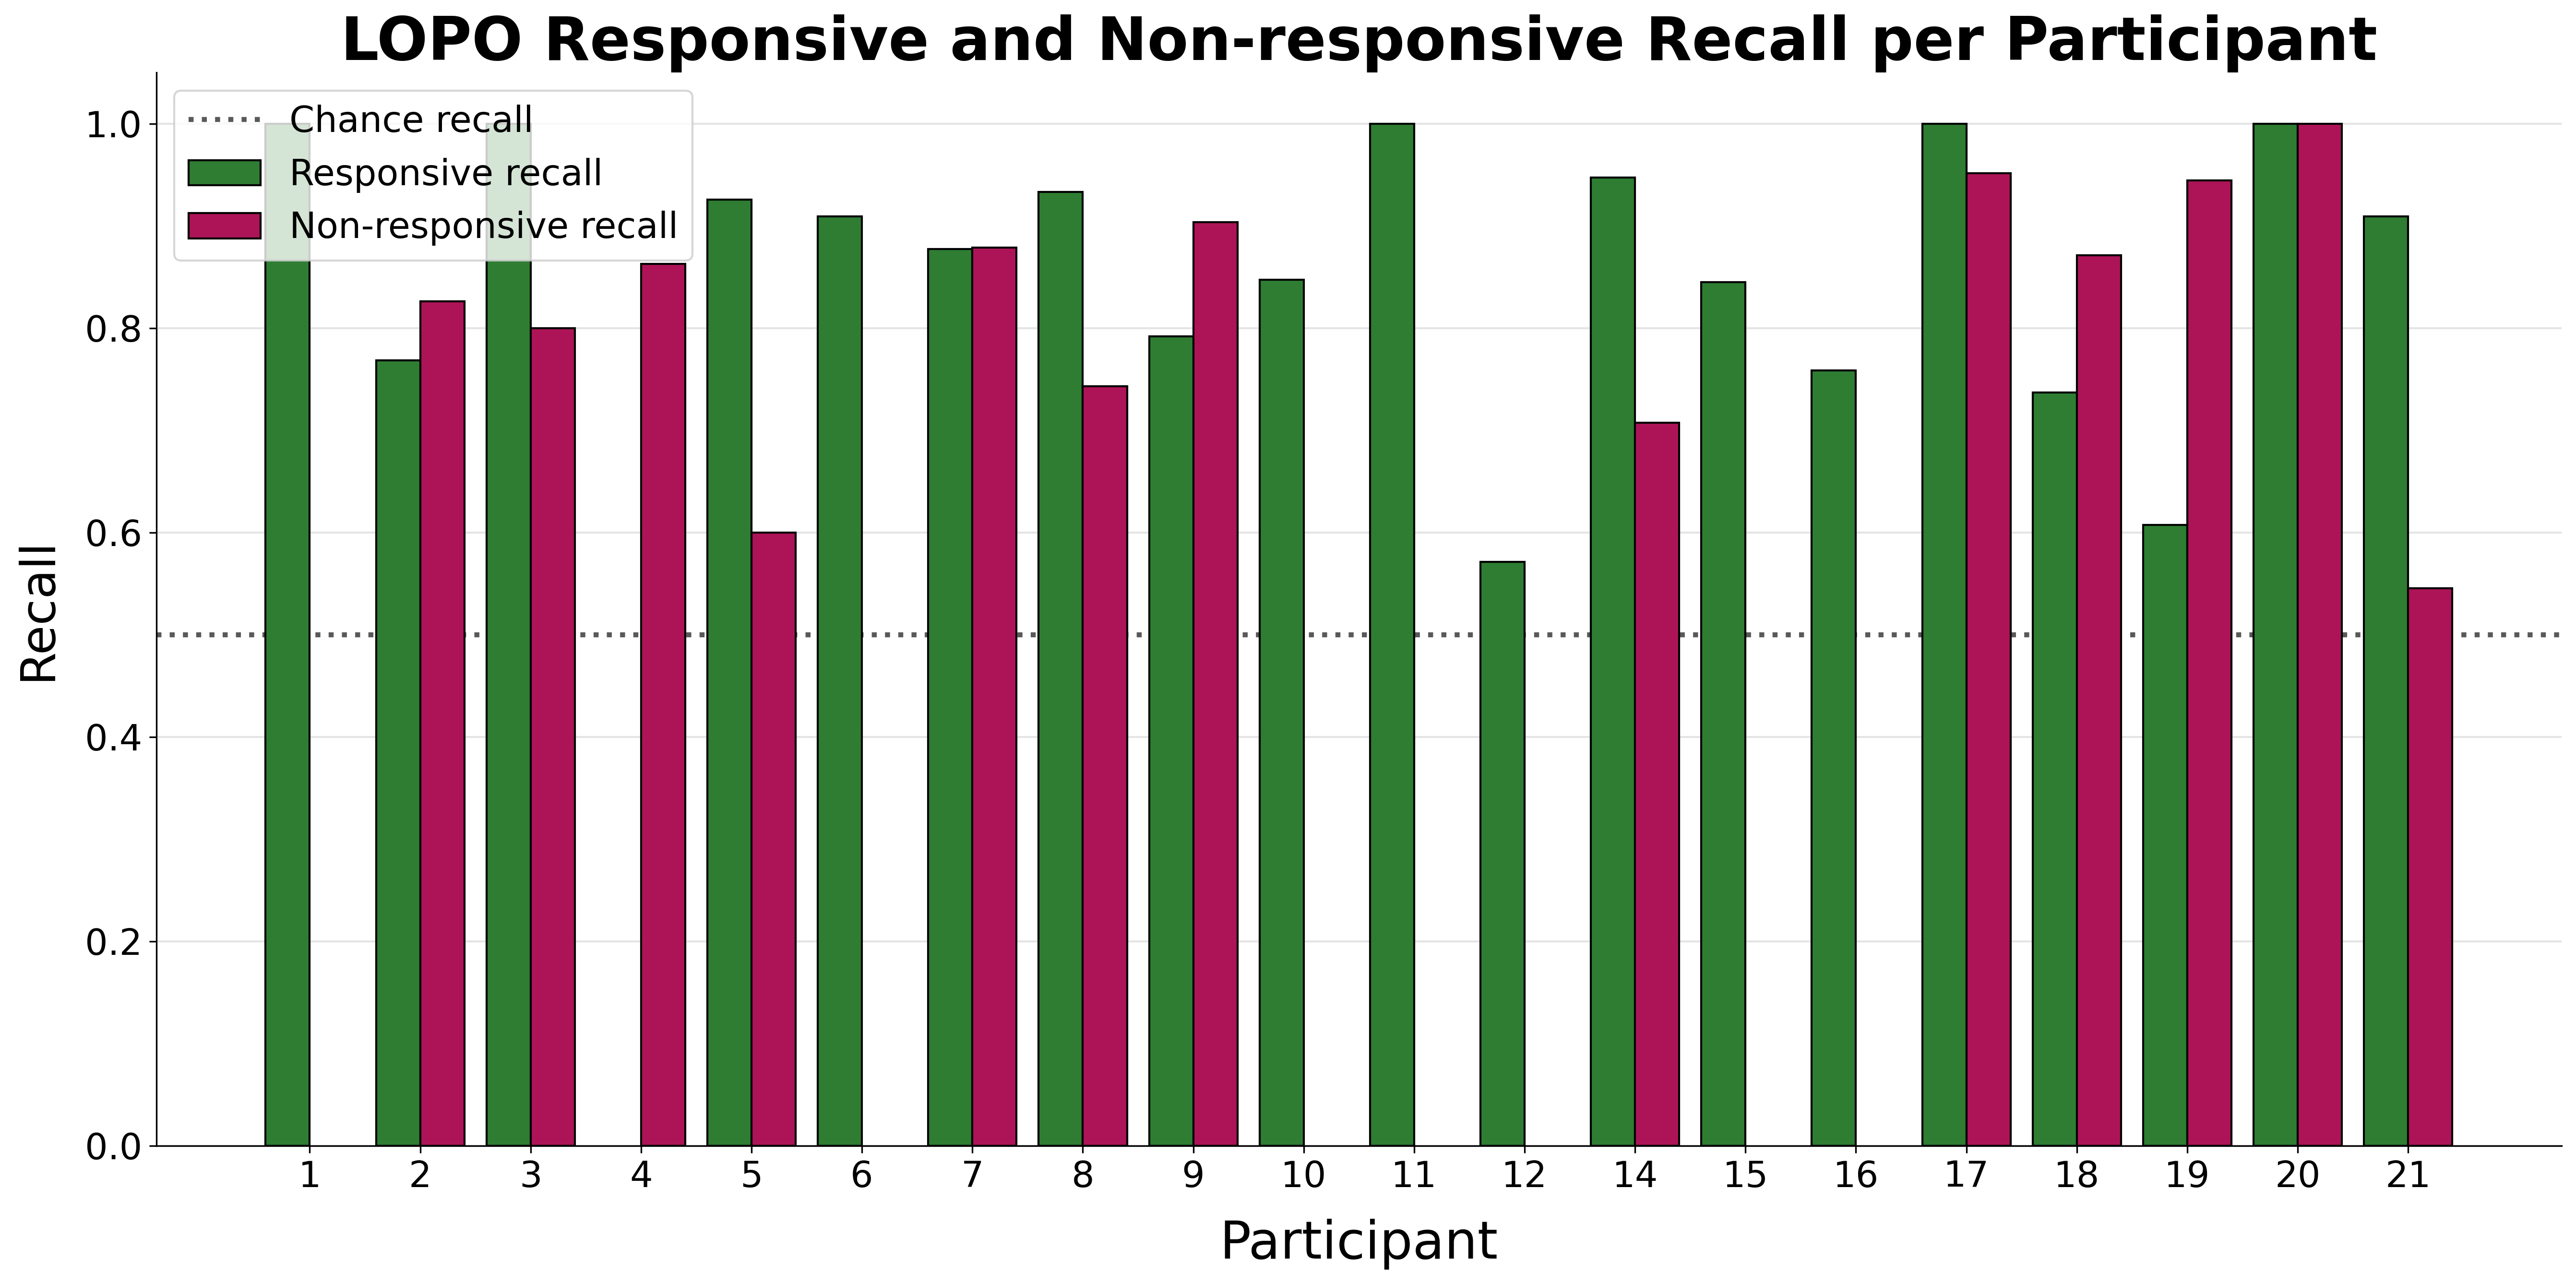 LOPO Responsive and Non-responsive Recall per Participant
Chance recall
Responsive recall
Non-responsive recall
Recall
1.0
0.8
0.6
0.4
0.2
0.0
1 2 3 4 5 6 7 8 9 10 11 12 14 15 16 17 18 19 20 21
Participant